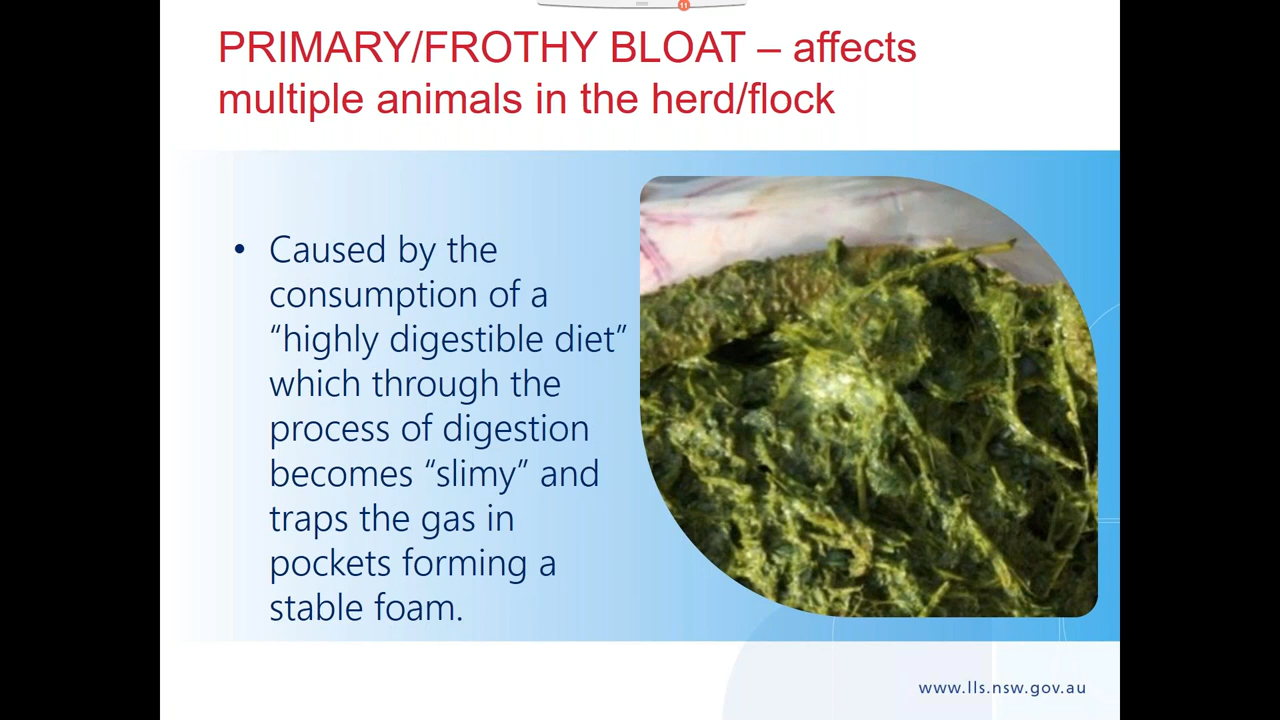 PRIMARY/FROTHY BLOAT – affects
multiple animals in the herd/flock
• Caused by the
consumption of a
“highly digestible diet”
which through the
process of digestion
becomes “slimy” and
traps the gas in
pockets forming a
stable foam.
www.lls.nsw.gov.au
11